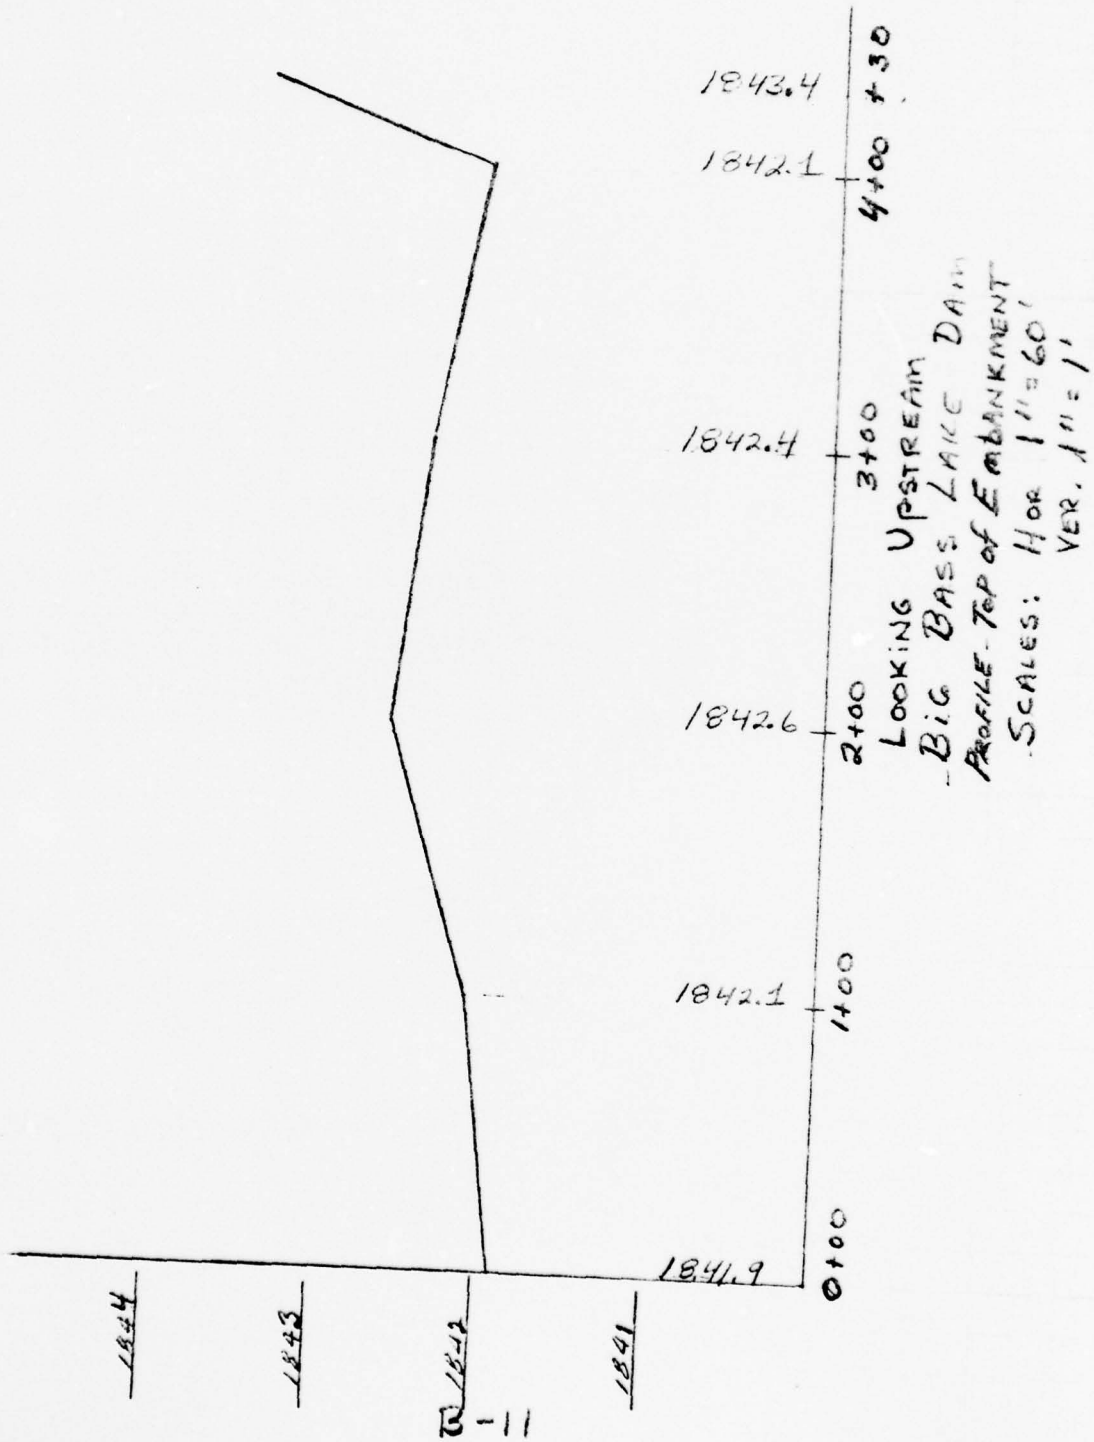 1844
1843
1842
1841
1841.9
1842.1
1842.6
1842.4
1842.1
1843.4
0+00
1+00
2+00
3+00
4+00
+30
LOOKING UPSTREAM
BIG BASS LAKE DAM
PROFILE-TOP OF EMBANKMENT
SCALES: HOR 1"=60'
VER. 1"=1'
B-11